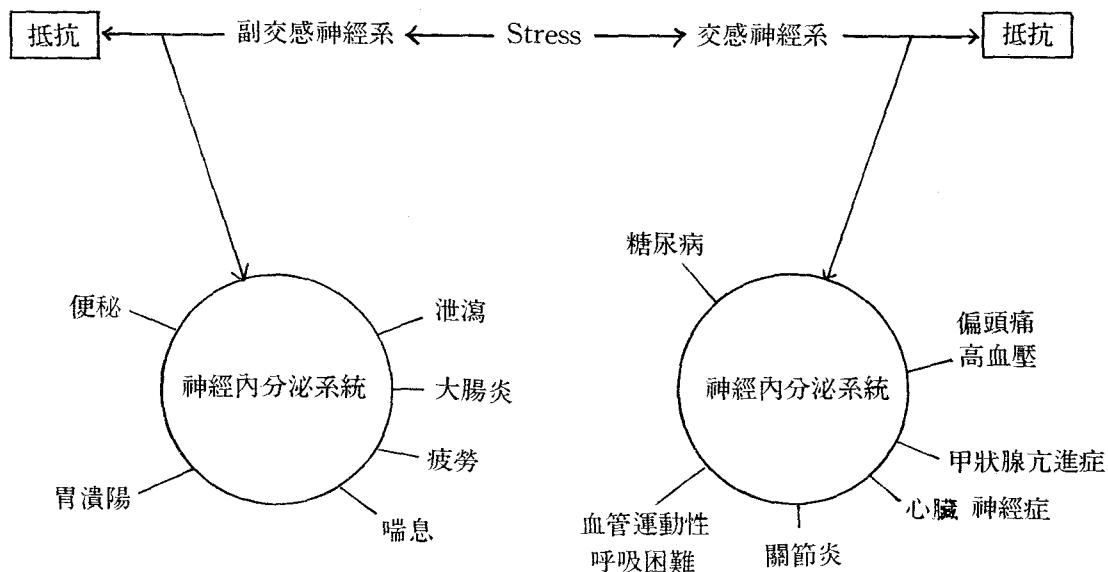 抵抗 副交感神經系 Stress 交感神經系 抵抗
糖尿病
便秘
泄瀉
偏頭痛
高血壓
神經內分泌系統
大腸炎
神經內分泌系統
疲勞
甲狀腺亢進症
胃潰陽
喘息
血管運動性
呼吸困難
關節炎
心臟 神經症